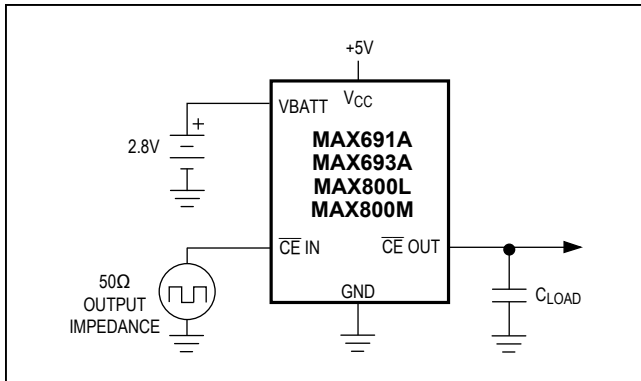 +5V
VCC
VBATT
+
2.8V
MAX691A
MAX693A
MAX800L
MAX800M
CE IN
CE OUT
50Ω
OUTPUT
IMPEDANCE
GND
CLOAD